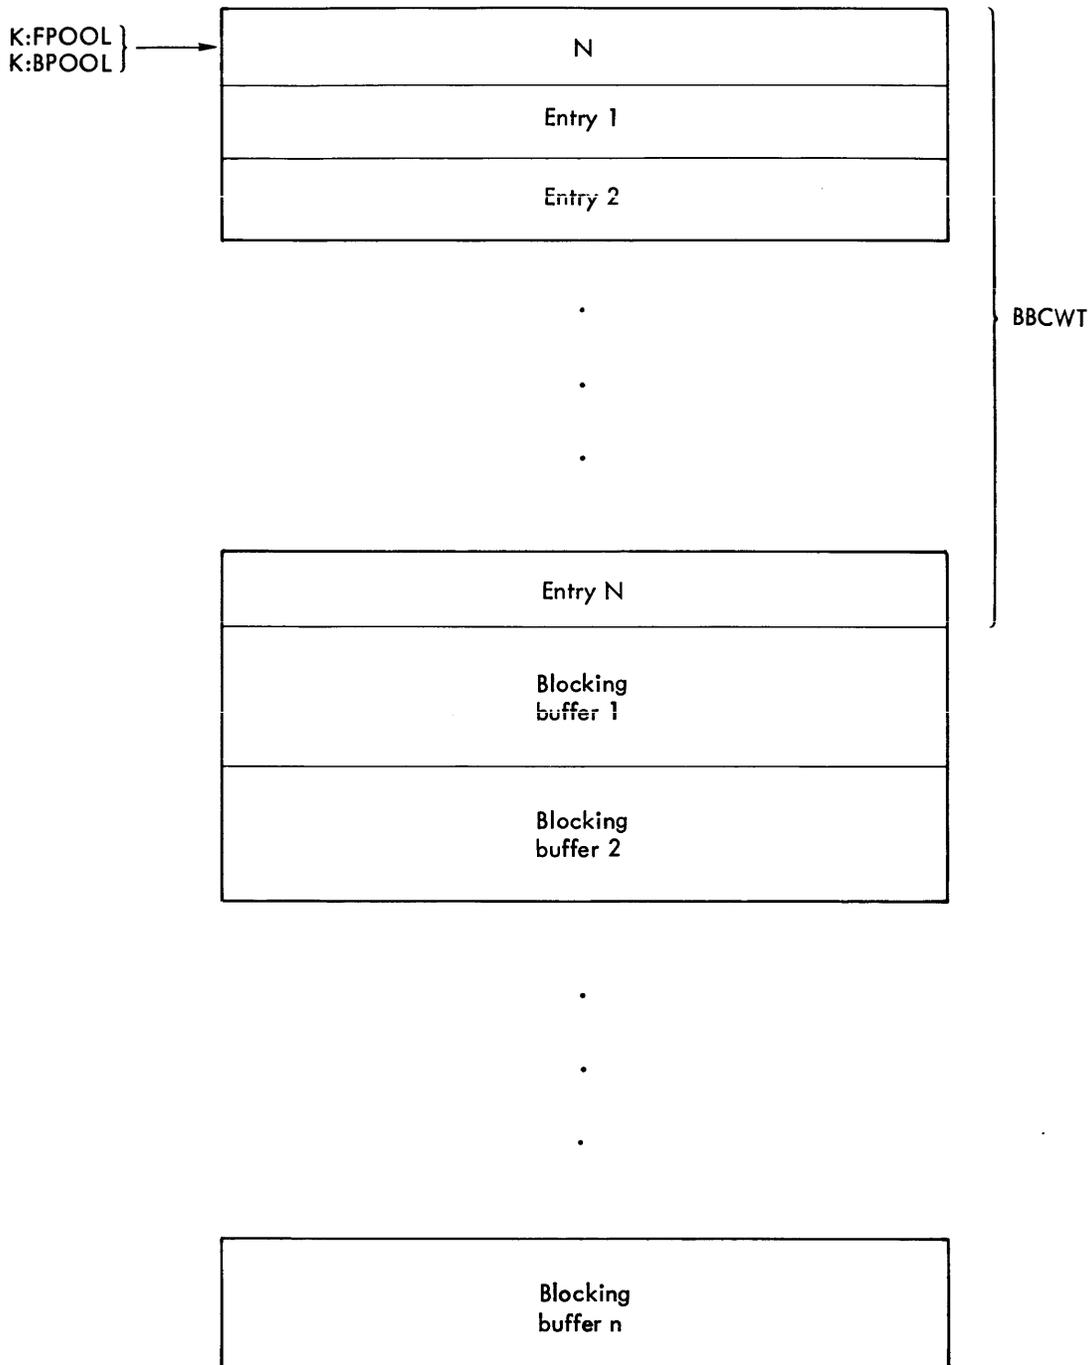 K:FPOOL
K:BPOOL
N
Entry 1
Entry 2
BBCWT
Entry N
Blocking
buffer 1
Blocking
buffer 2
Blocking
buffer n